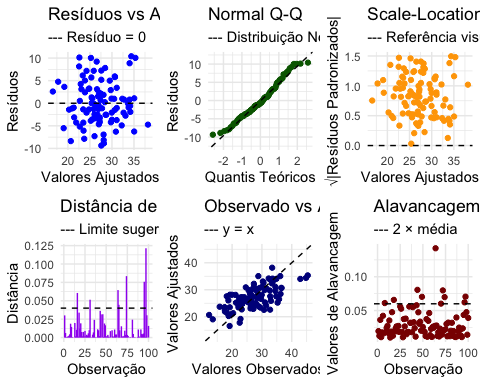 Resíduos vs A
--- Resíduo = 0
Resíduos
10
5
0
-5
-10
20 25 30 35
Valores Ajustados
Normal Q-Q
--- Distribuição No
Resíduos
10
5
0
-5
-10
-2 -1 0 1 2
Quantis Teóricos
Scale-Location
--- Referência vis
√|Resíduos Padronizados|
1.5
1.0
0.5
0.0
20 25 30 35
Valores Ajustados
Distância de
--- Limite suger
Distância
0.125
0.100
0.075
0.050
0.025
0.000
0 25 50 75 100
Observação
Observado vs A
--- y = x
Valores Ajustados
40
30
20
20 30 40
Valores Observados
Alavancagem
--- 2 × média
Valores de Alavancagem
0.10
0.05
0 25 50 75 100
Observação